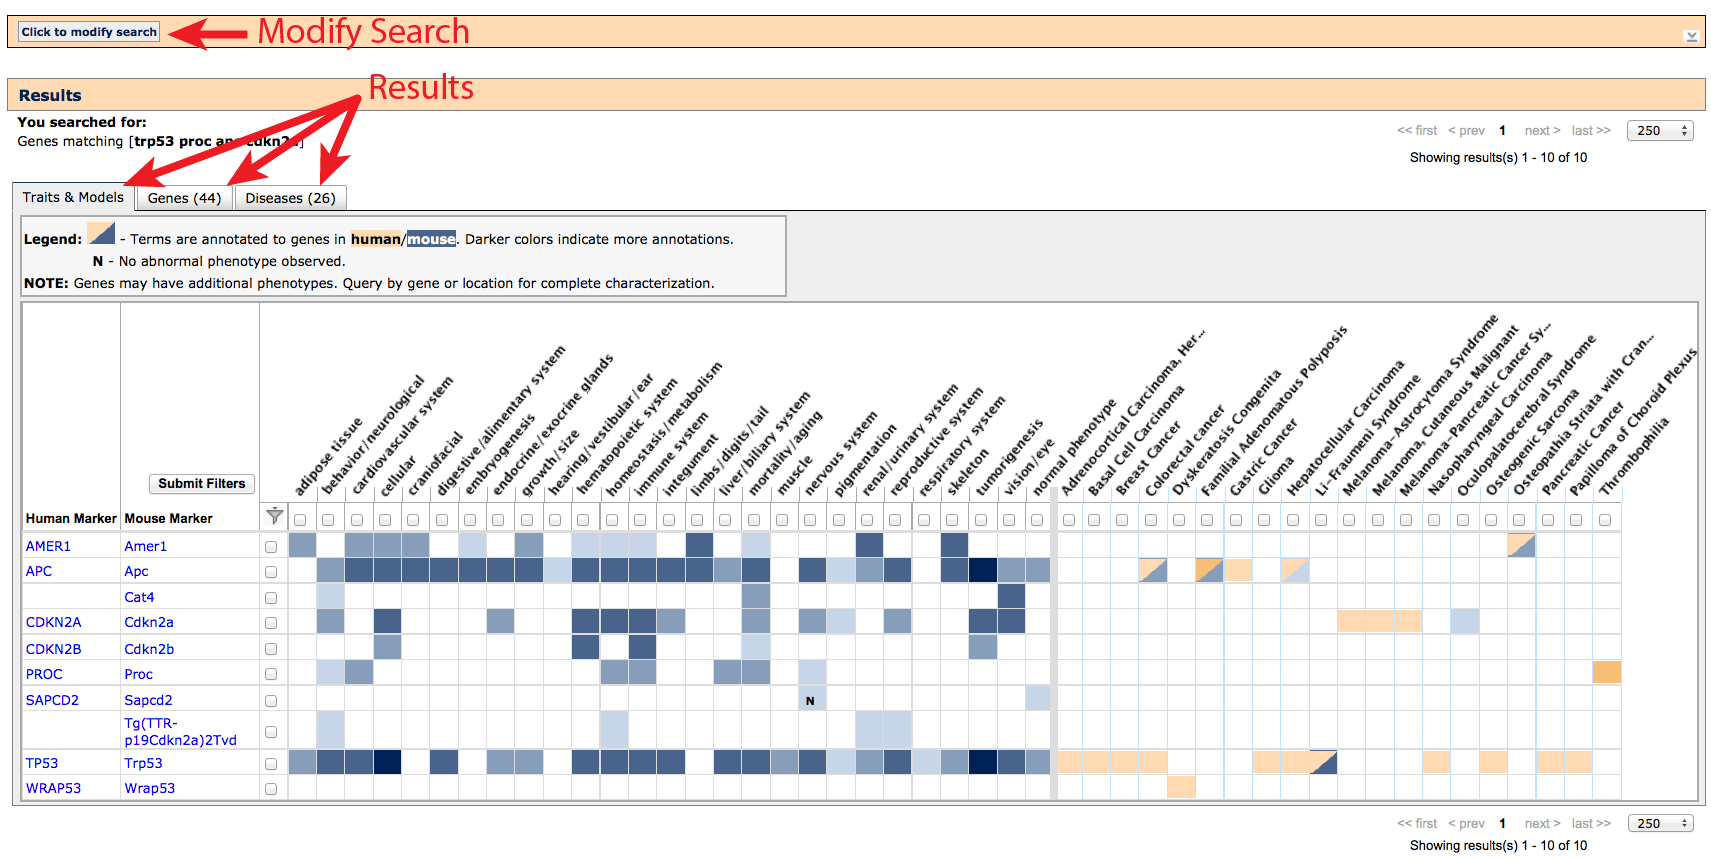 Click to modify search
Modify Search
Results
Results
You searched for:
Genes matching [trp53 proc apc cdkn2a]
<< first < prev 1 next > last >> 250
Showing results(s) 1 - 10 of 10
Traits & Models
Genes (44)
Diseases (26)
Legend: - Terms are annotated to genes in human/mouse. Darker colors indicate more annotations.
N - No abnormal phenotype observed.
NOTE: Genes may have additional phenotypes. Query by gene or location for complete characterization.
Submit Filters
Human Marker
Mouse Marker
adipose tissue
behavior/neurological
cardiovascular system
cellular
craniofacial
digestive/alimentary system
embryogenesis
endocrine/exocrine glands
growth/size
hearing/vestibular/ear
hematopoietic system
homeostasis/metabolism
immune system
integument
limbs/digits/tail
liver/biliary system
mortality/aging
muscle
nervous system
pigmentation
renal/urinary system
reproductive system
respiratory system
skeleton
tumorigenesis
vision/eye
normal phenotype
Adrenocortical Carcinoma, Her...
Basal Cell Carcinoma
Breast Cancer
Colorectal cancer
Dyskeratosis Congenita
Familial Adenomatous Polyposis
Gastric Cancer
Glioma
Hepatocellular Carcinoma
Li-Fraumeni Syndrome
Melanoma-Astrocytoma Syndrome
Melanoma, Cutaneous Malignant
Melanoma-Pancreatic Cancer Sy...
Nasopharyngeal Carcinoma
Oculopalatocerebral Syndrome
Osteogenic Sarcoma
Osteopathia Striata with Cran...
Pancreatic Cancer
Papilloma of Choroid Plexus
Thrombophilia
AMER1 Amer1
APC Apc
Cat4
CDKN2A Cdkn2a
CDKN2B Cdkn2b
PROC Proc
SAPCD2 Sapcd2 N
Tg(TTR-
p19Cdkn2a)2Tvd
TP53 Trp53
WRAP53 Wrap53
<< first < prev 1 next > last >> 250
Showing results(s) 1 - 10 of 10